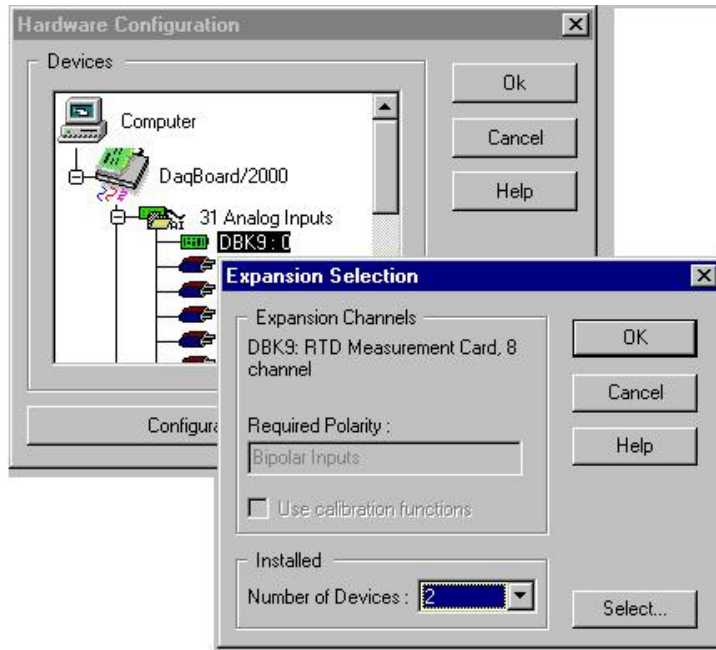 Hardware Configuration
Devices
Computer
DaqBoard/2000
31 Analog Inputs
DBK9: 0
Ok
Cancel
Help
Expansion Selection
Expansion Channels
DBK9: RTD Measurement Card, 8
channel
Required Polarity :
Bipolar Inputs
Use calibration functions
Installed
Number of Devices : 2
OK
Cancel
Help
Select...